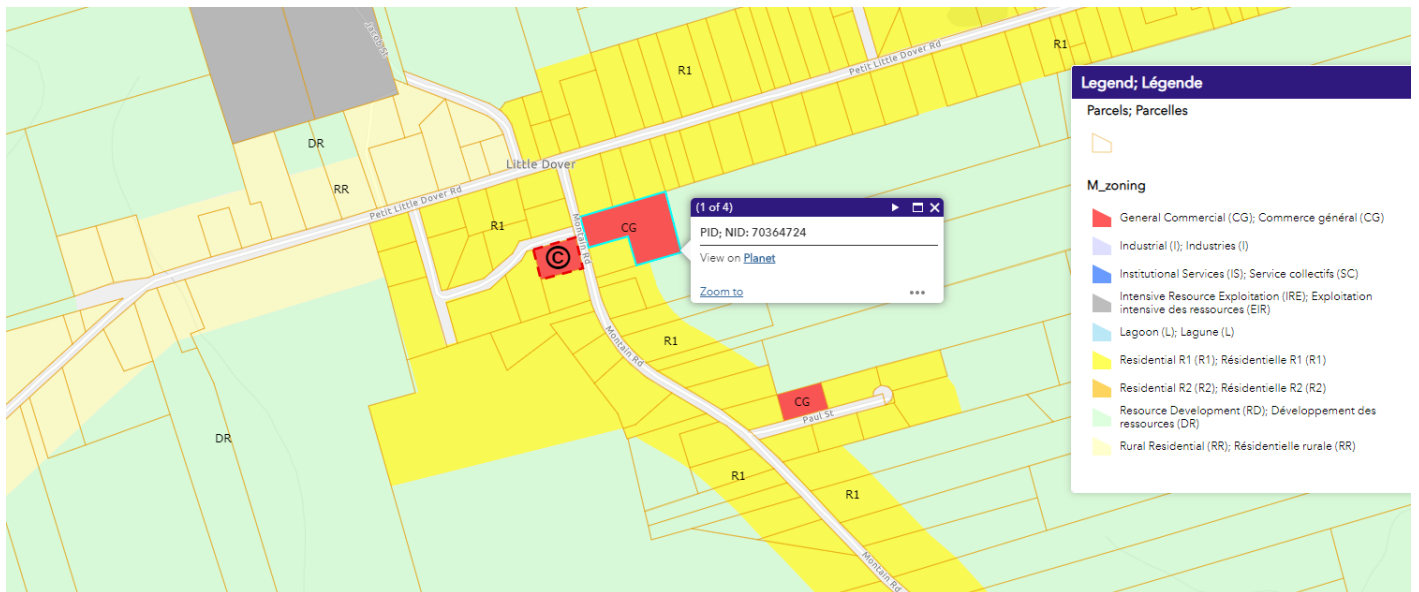 Jacob St
R1
R1
Petit Little Dover Rd
Legend; Légende
Parcels; Parcelles
DR
Little Dover
RR
Petit Little Dover Rd
M_zoning
(1 of 4)
General Commercial (CG); Commerce général (CG)
R1
Montain Rd
CG
PID; NID: 70364724
Industrial (I); Industries (I)
©
View on Planet
Institutional Services (IS); Service collectifs (SC)
Zoom to
•••
Intensive Resource Exploitation (IRE); Exploitation
intensive des ressources (EIR)
Lagoon (L); Lagune (L)
Montain Rd
R1
Residential R1 (R1); Résidentielle R1 (R1)
Residential R2 (R2); Résidentielle R2 (R2)
CG
Paul St
Resource Development (RD); Développement des
ressources (DR)
DR
Rural Residential (RR); Résidentielle rurale (RR)
R1
R1
Montain Rd